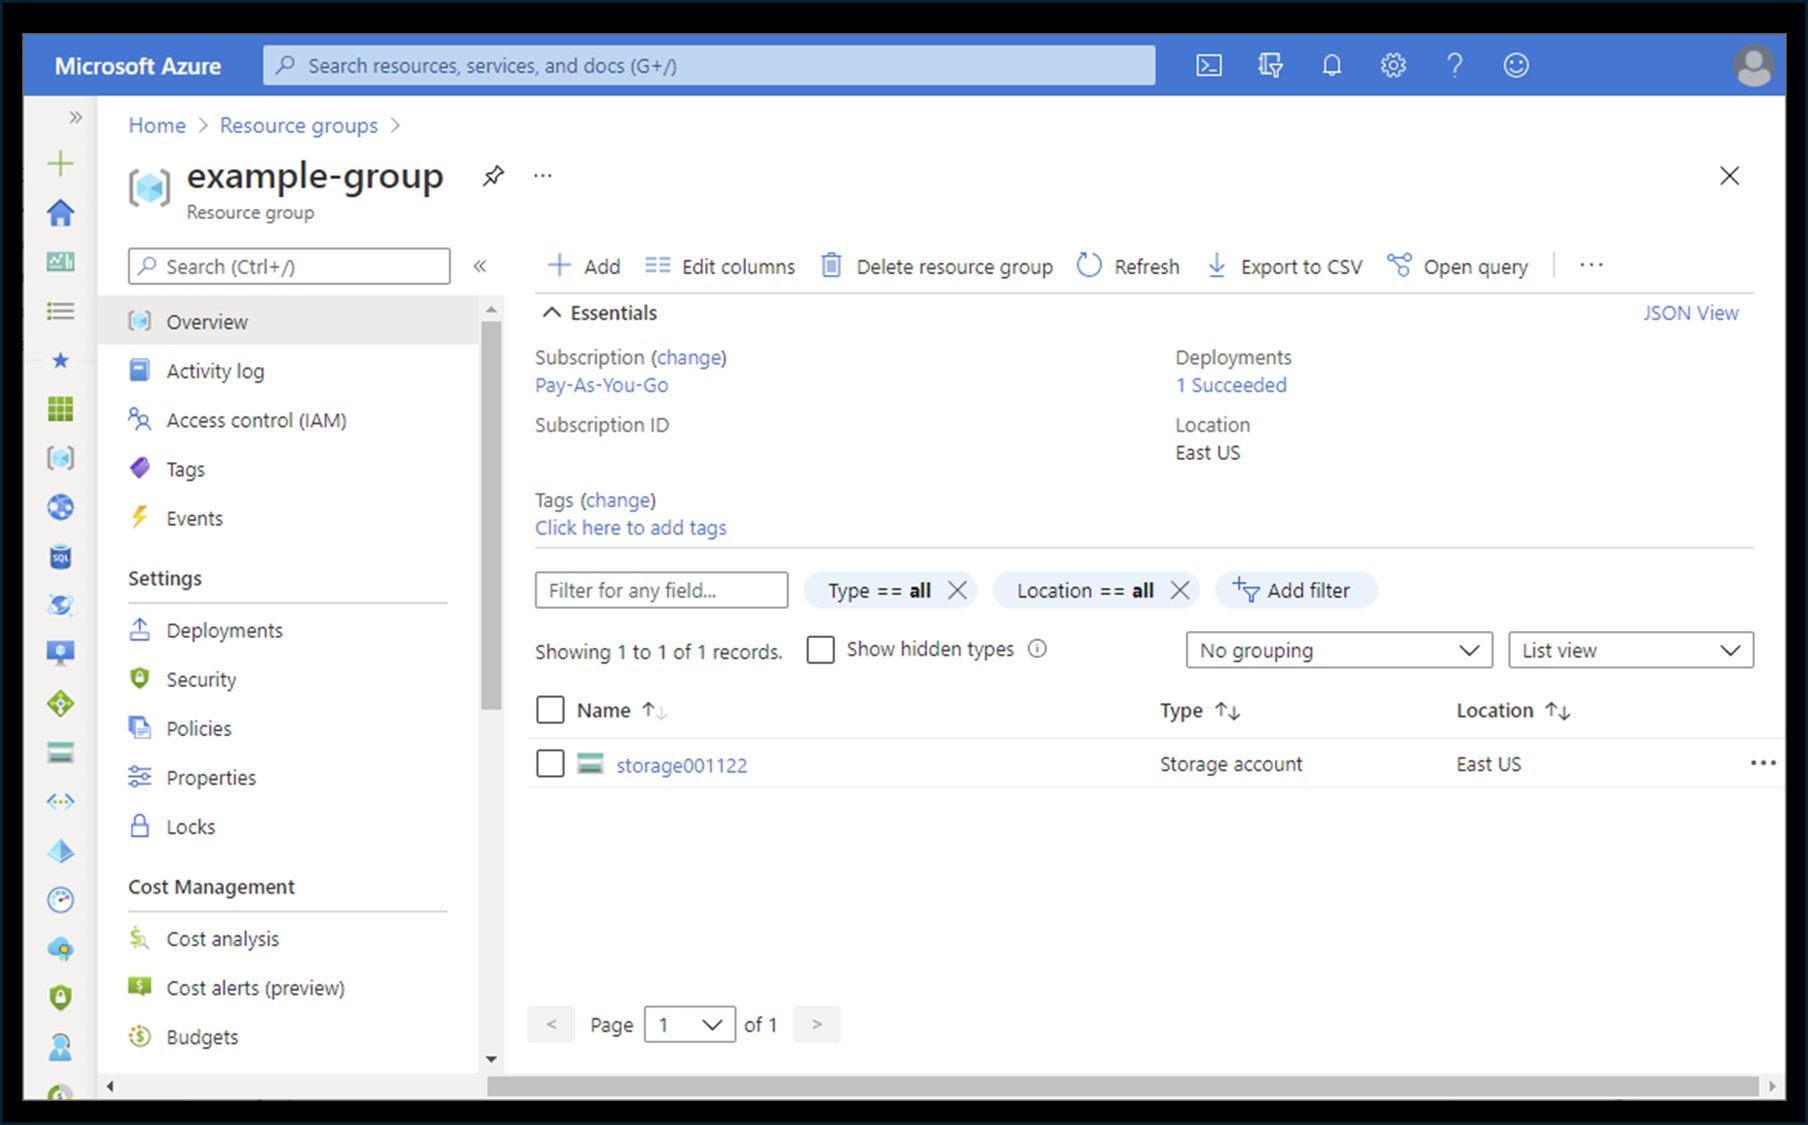 Microsoft Azure
Search resources, services, and docs (G+/)
Home > Resource groups >
example-group
Resource group
Search (Ctrl+/)
Overview
Activity log
Access control (IAM)
Tags
Events
Settings
Deployments
Security
Policies
Properties
Locks
Cost Management
Cost analysis
Cost alerts (preview)
Budgets
Add Edit columns Delete resource group Refresh Export to CSV Open query
Essentials JSON View
Subscription (change)
Pay-As-You-Go
Subscription ID
Deployments
1 Succeeded
Location
East US
Tags (change)
Click here to add tags
Filter for any field... Type == all Location == all Add filter
Showing 1 to 1 of 1 records. Show hidden types No grouping List view
Name Type Location
storage001122 Storage account East US
< Page 1 of 1 >